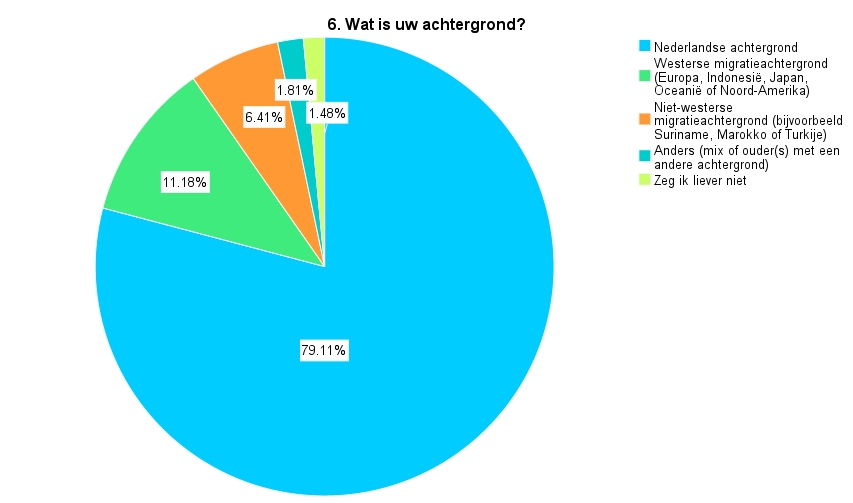 6. Wat is uw achtergrond?
Nederlandse achtergrond
Westerse migratieachtergrond
(Europa, Indonesië, Japan,
Oceanië of Noord-Amerika)
Niet-westerse
migratieachtergrond (bijvoorbeeld
Suriname, Marokko of Turkije)
Anders (mix of ouder(s) met een
andere achtergrond)
Zeg ik liever niet
1.81%
1.48%
6.41%
11.18%
79.11%